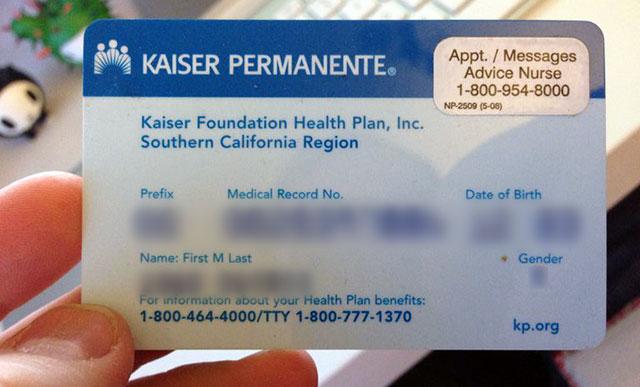 KAISER PERMANENTE®
Appt. / Messages
Advice Nurse
1-800-954-8000
NP-2509 (5-08)
Kaiser Foundation Health Plan, Inc.
Southern California Region
Prefix Medical Record No. Date of Birth
Name: First M Last Gender
For information about your Health Plan benefits:
1-800-464-4000/TTY 1-800-777-1370
kp.org